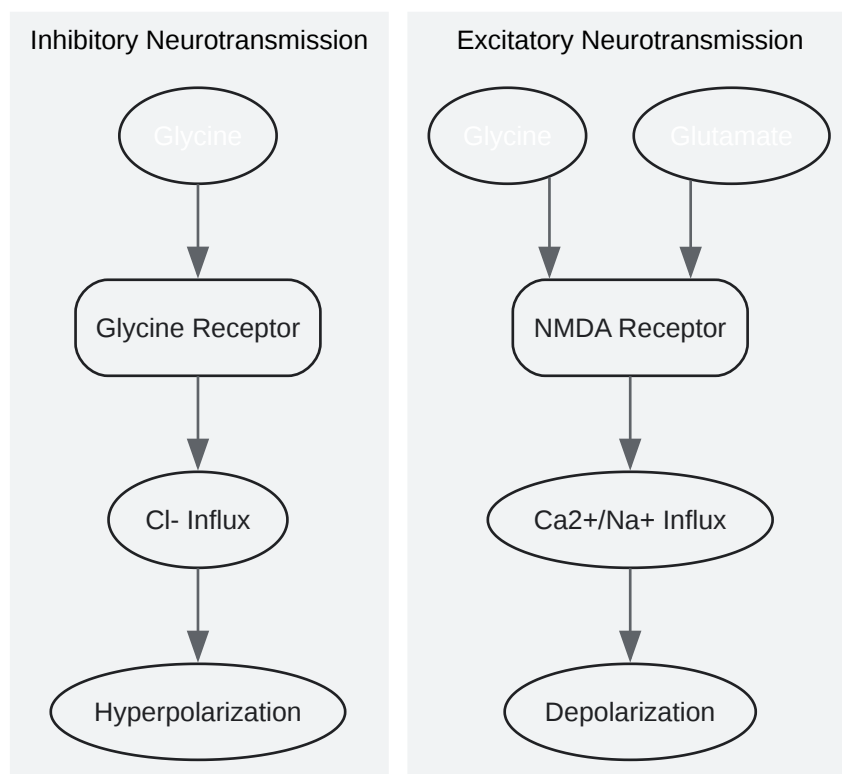 Inhibitory Neurotransmission
Glycine
Glycine Receptor
Cl- Influx
Hyperpolarization
Excitatory Neurotransmission
Glycine
Glutamate
NMDA Receptor
Ca2+/Na+ Influx
Depolarization